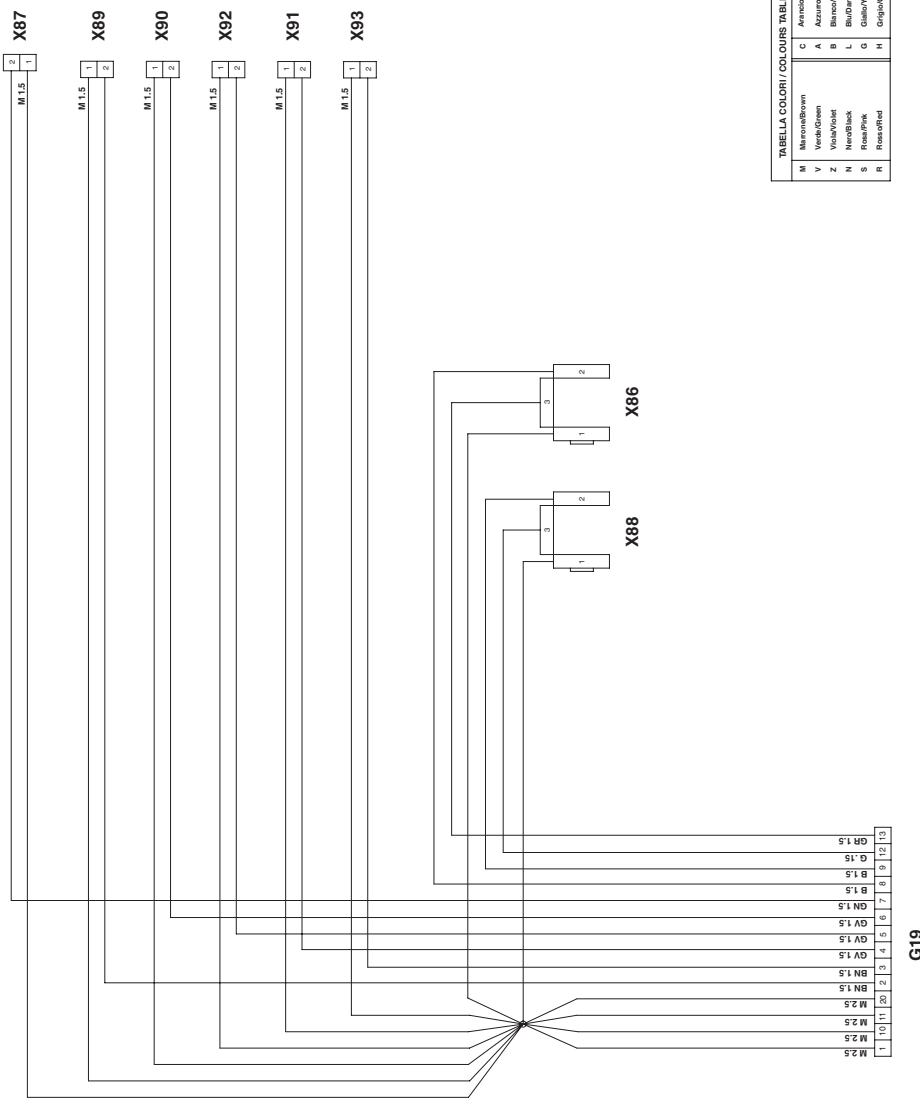 X87
2
1
M 1.5
X89
1
2
M 1.5
X90
1
2
M 1.5
X92
1
2
M 1.5
X91
1
2
M 1.5
X93
1
2
M 1.5
X86
1
3
2
X88
1
3
2
TABELLA COLORI / COLOURS TABL
M Marrone/Brown C Arancio
V Verde/Green A Azzurro
Z Viola/Violet B Bianco/
N Nero/Black L Blu/Dar
S Rosa/Pink G Giallo/Y
R Rosso/Red H Grigio/
M 2.5 1
M 2.5 10
M 2.5 11
M 2.5 20
BN 1.5 2
BN 1.5 3
GV 1.5 4
GV 1.5 5
GV 1.5 6
GN 1.5 7
B 1.5 8
B 1.5 9
G .15 12
GR 1.5 13
G19